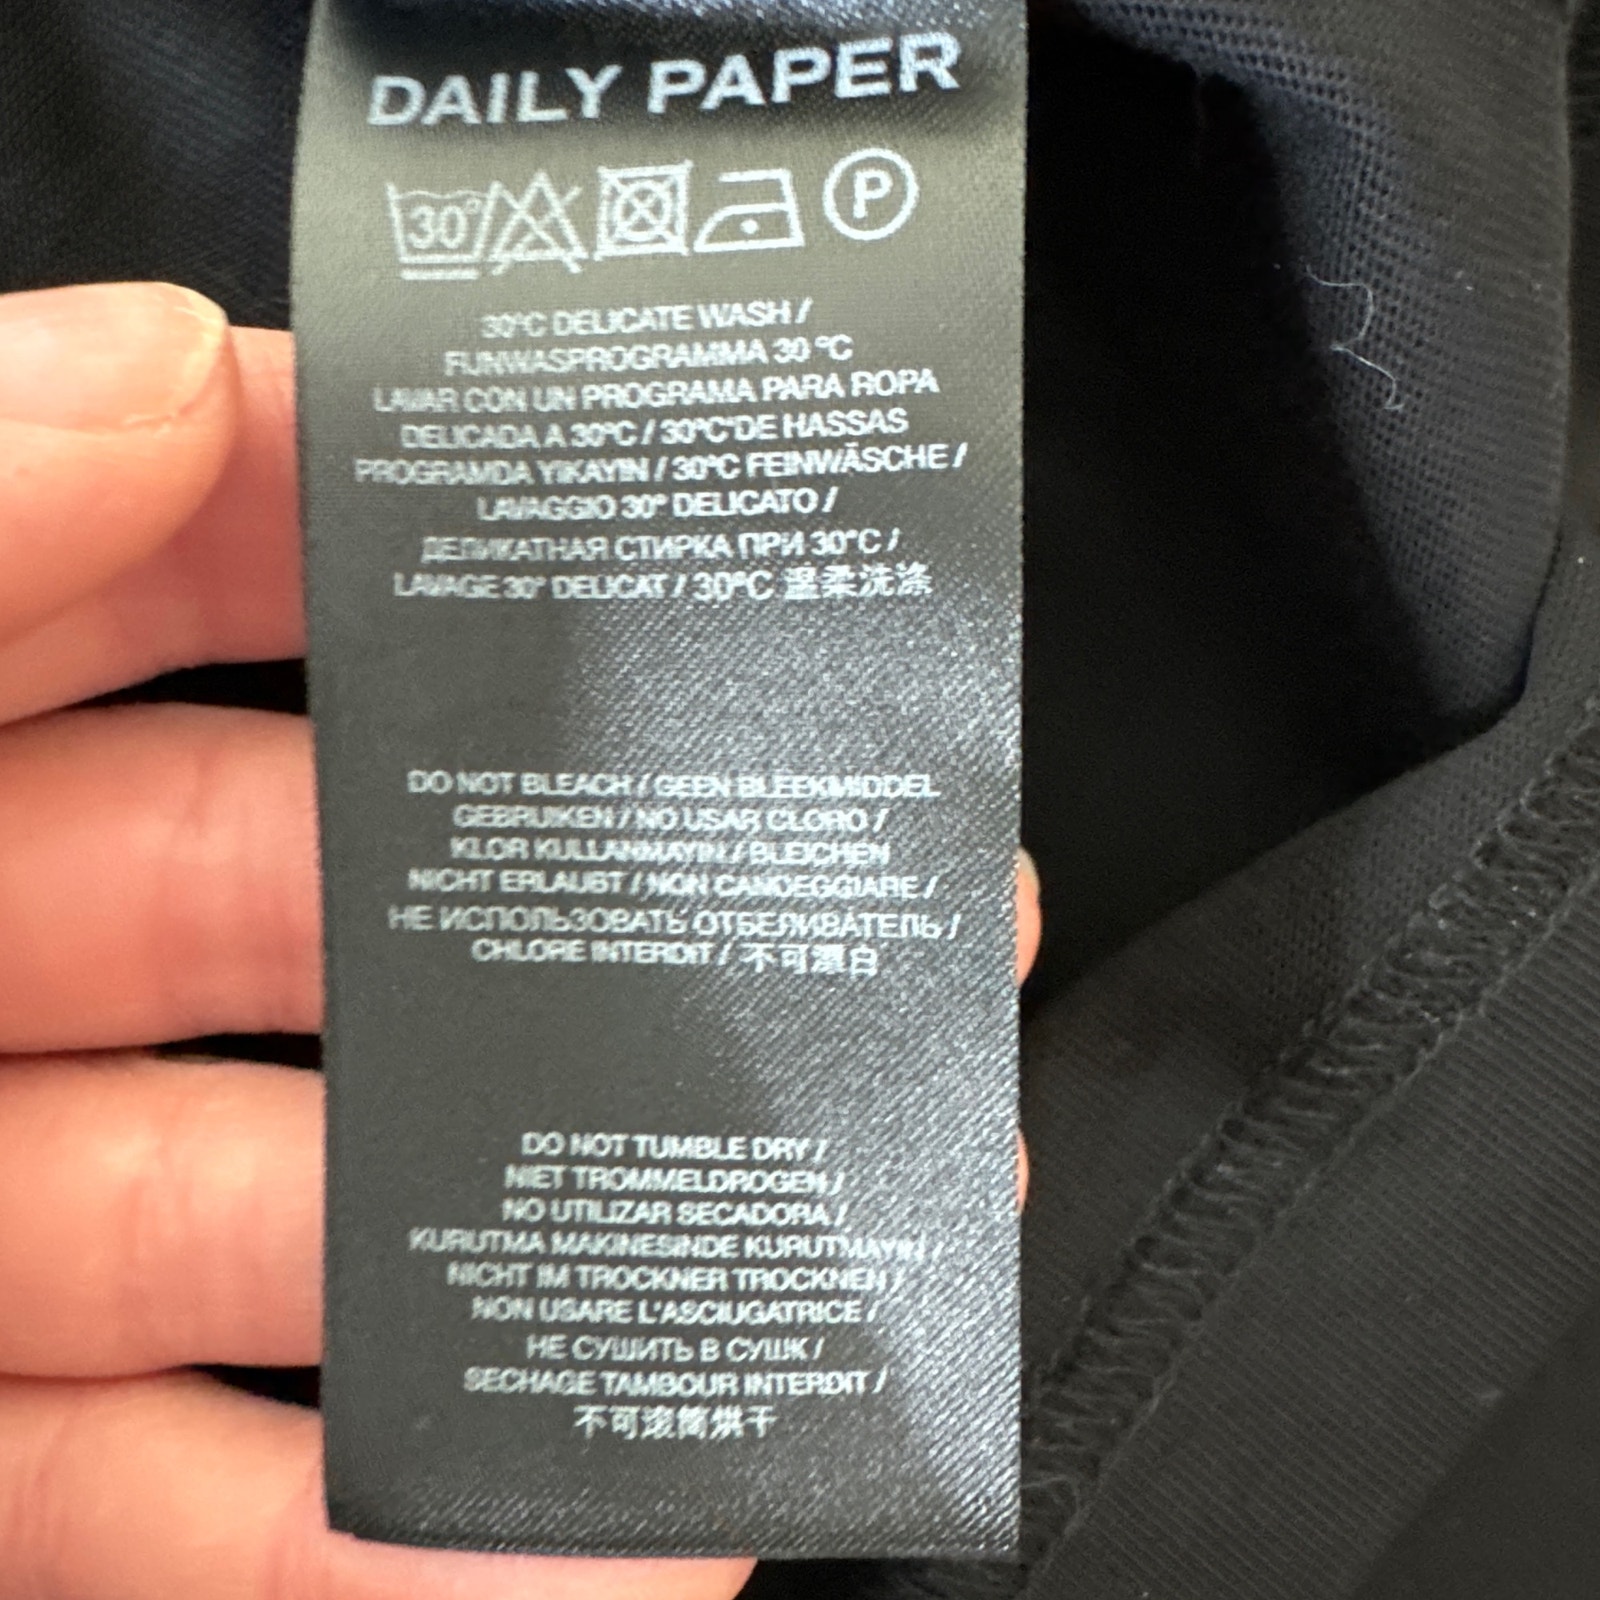 DAILY PAPER
30° P
30°C DELICATE WASH /
FIJNWASPROGRAMMA 30 °C
LAVAR CON UN PROGRAMA PARA ROPA
DELICADA A 30°C / 30°C'DE HASSAS
PROGRAMDA YIKAYIN / 30°C FEINWÄSCHE /
LAVAGGIO 30° DELICATO /
ДЕЛИКАТНАЯ СТИРКА ПРИ 30°C /
LAVAGE 30° DELICAT / 30°C 温柔洗涤
DO NOT BLEACH / GEEN BLEEKMIDDEL
GEBRUIKEN / NO USAR CLORO /
KLOR KULLANMAYIN / BLEICHEN
NICHT ERLAUBT / NON CANDEGGIARE /
НЕ ИСПОЛЬЗОВАТЬ ОТБЕЛИВАТЕЛЬ /
CHLORE INTERDIT / 不可漂白
DO NOT TUMBLE DRY /
NIET TROMMELDROGEN /
NO UTILIZAR SECADORA /
KURUTMA MAKINESINDE KURUTMAYIN /
NICHT IM TROCKNER TROCKNEN /
NON USARE L'ASCIUGATRICE /
НЕ СУШИТЬ В СУШК /
SECHAGE TAMBOUR INTERDIT /
不可滚筒烘干